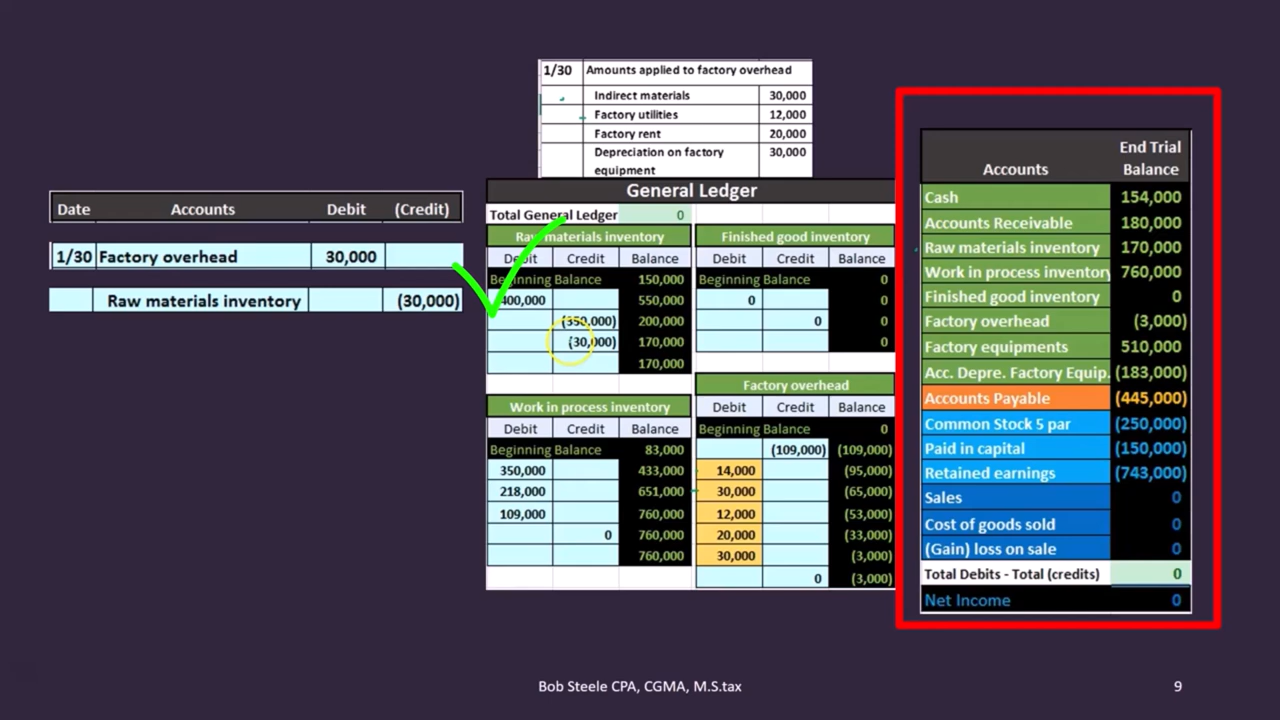 1/30 Amounts applied to factory overhead
Indirect materials 30,000
Factory utilities 12,000
Factory rent 20,000
Depreciation on factory 30,000
equipment
Date Accounts Debit (Credit)
1/30 Factory overhead 30,000
Raw materials inventory (30,000)
General Ledger
Total General Ledger 0
Raw materials inventory
Debit Credit Balance
Beginning Balance 150,000
400,000 550,000
(350,000) 200,000
(30,000) 170,000
170,000
Finished good inventory
Debit Credit Balance
Beginning Balance 0
0 0
0 0
0
Work in process inventory
Debit Credit Balance
Beginning Balance 83,000
350,000 433,000
218,000 651,000
109,000 760,000
0 760,000
760,000
Factory overhead
Debit Credit Balance
Beginning Balance 0
(109,000) (109,000)
14,000 (95,000)
30,000 (65,000)
12,000 (53,000)
20,000 (33,000)
30,000 (3,000)
0 (3,000)
End Trial
Accounts Balance
Cash 154,000
Accounts Receivable 180,000
Raw materials inventory 170,000
Work in process inventory 760,000
Finished good inventory 0
Factory overhead (3,000)
Factory equipments 510,000
Acc. Depre. Factory Equip. (183,000)
Accounts Payable (445,000)
Common Stock 5 par (250,000)
Paid in capital (150,000)
Retained earnings (743,000)
Sales 0
Cost of goods sold 0
(Gain) loss on sale 0
Total Debits - Total (credits) 0
Net Income 0
Bob Steele CPA, CGMA, M.S.tax 9